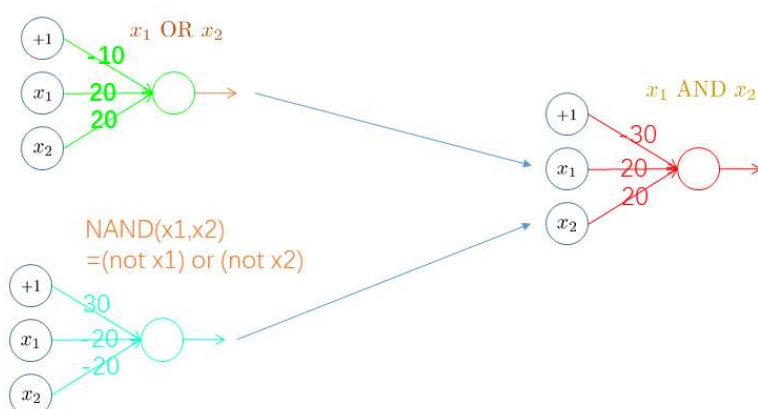 x₁ OR x₂
+1
-10
x₁
20
20
x₂
x₁ AND x₂
+1
-30
x₁
20
20
x₂
NAND(x1,x2)
=(not x1) or (not x2)
+1
30
x₁
-20
-20
x₂